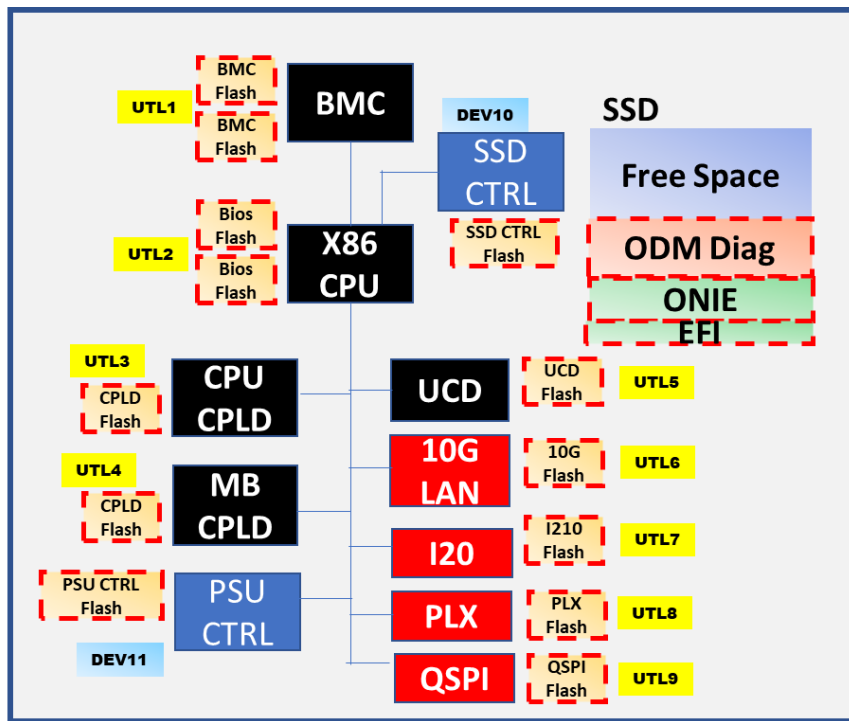 BMC
Flash
UTL1
BMC
Flash
BMC
DEV10
SSD
CTRL
SSD CTRL
Flash
SSD
Free Space
ODM Diag
ONIE
EFI
Bios
Flash
UTL2
Bios
Flash
X86
CPU
UTL3
CPLD
Flash
CPU
CPLD
UCD
UCD
Flash
UTL5
UTL4
CPLD
Flash
MB
CPLD
10G
LAN
10G
Flash
UTL6
I20
I210
Flash
UTL7
PSU CTRL
Flash
PSU
CTRL
DEV11
PLX
PLX
Flash
UTL8
QSPI
QSPI
Flash
UTL9